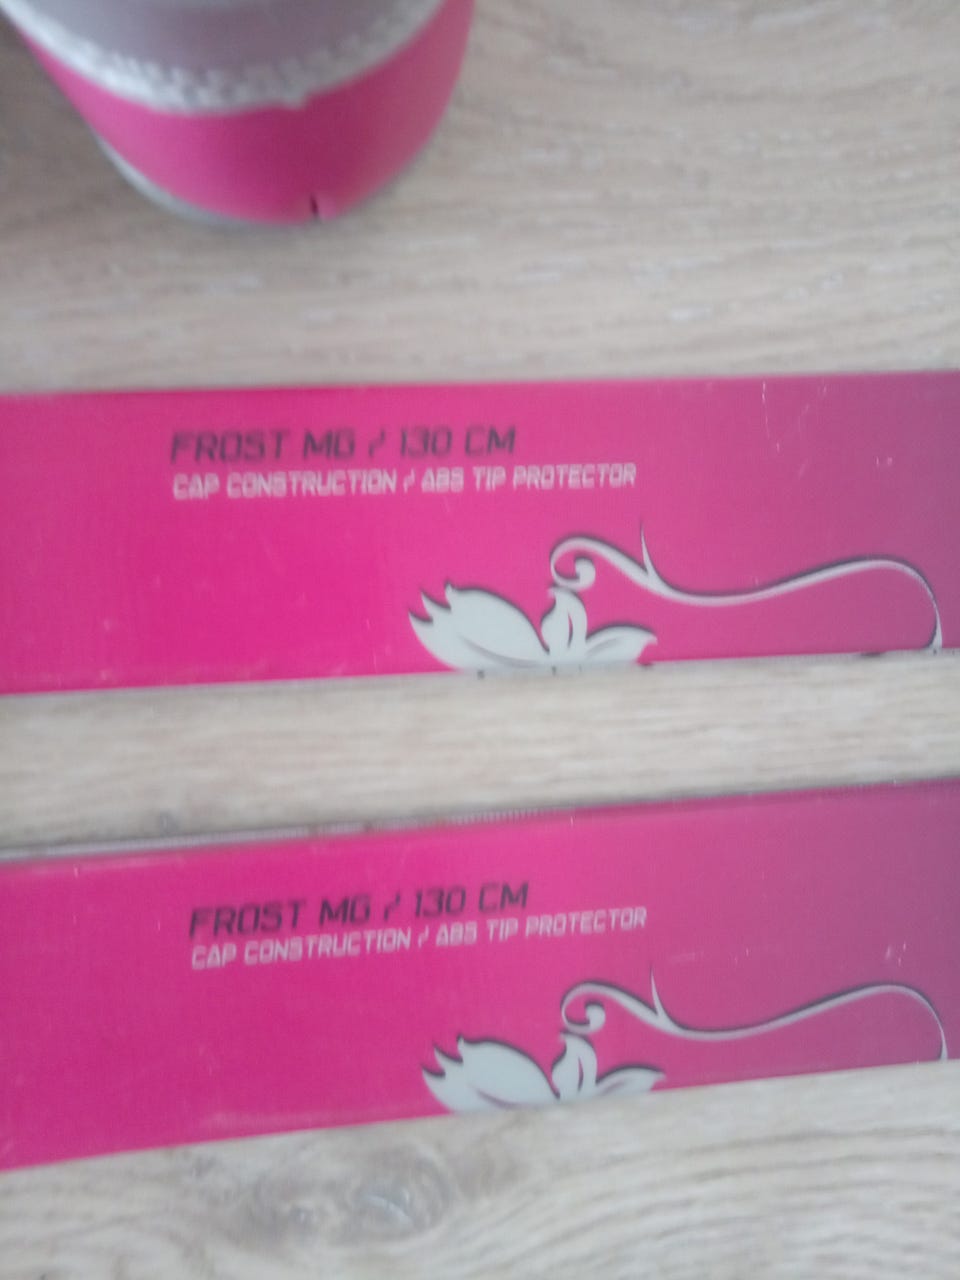 FROST MG / 130 CM
CAP CONSTRUCTION / ABS TIP PROTECTOR
FROST MG / 130 CM
CAP CONSTRUCTION / ABS TIP PROTECTOR